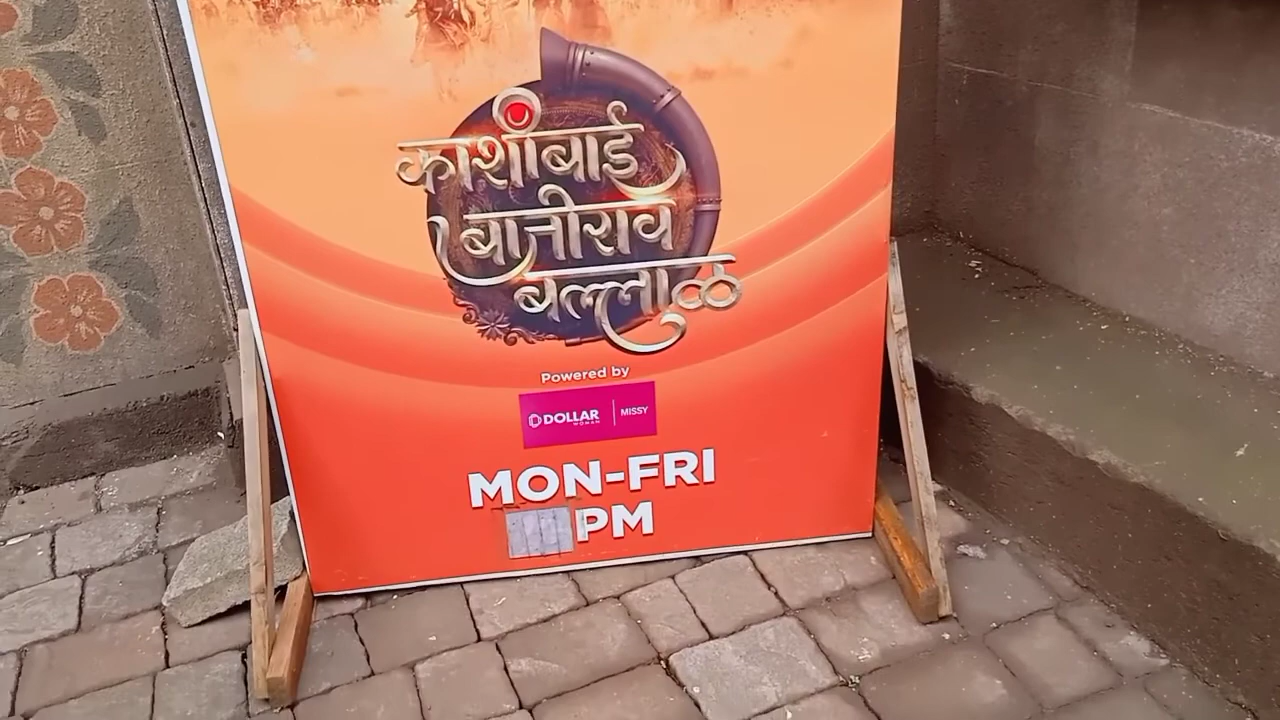 काशीबाई
बाजीराव
बल्लाळ
Powered by
DOLLAR MISSY
WOMAN
MON-FRI
PM